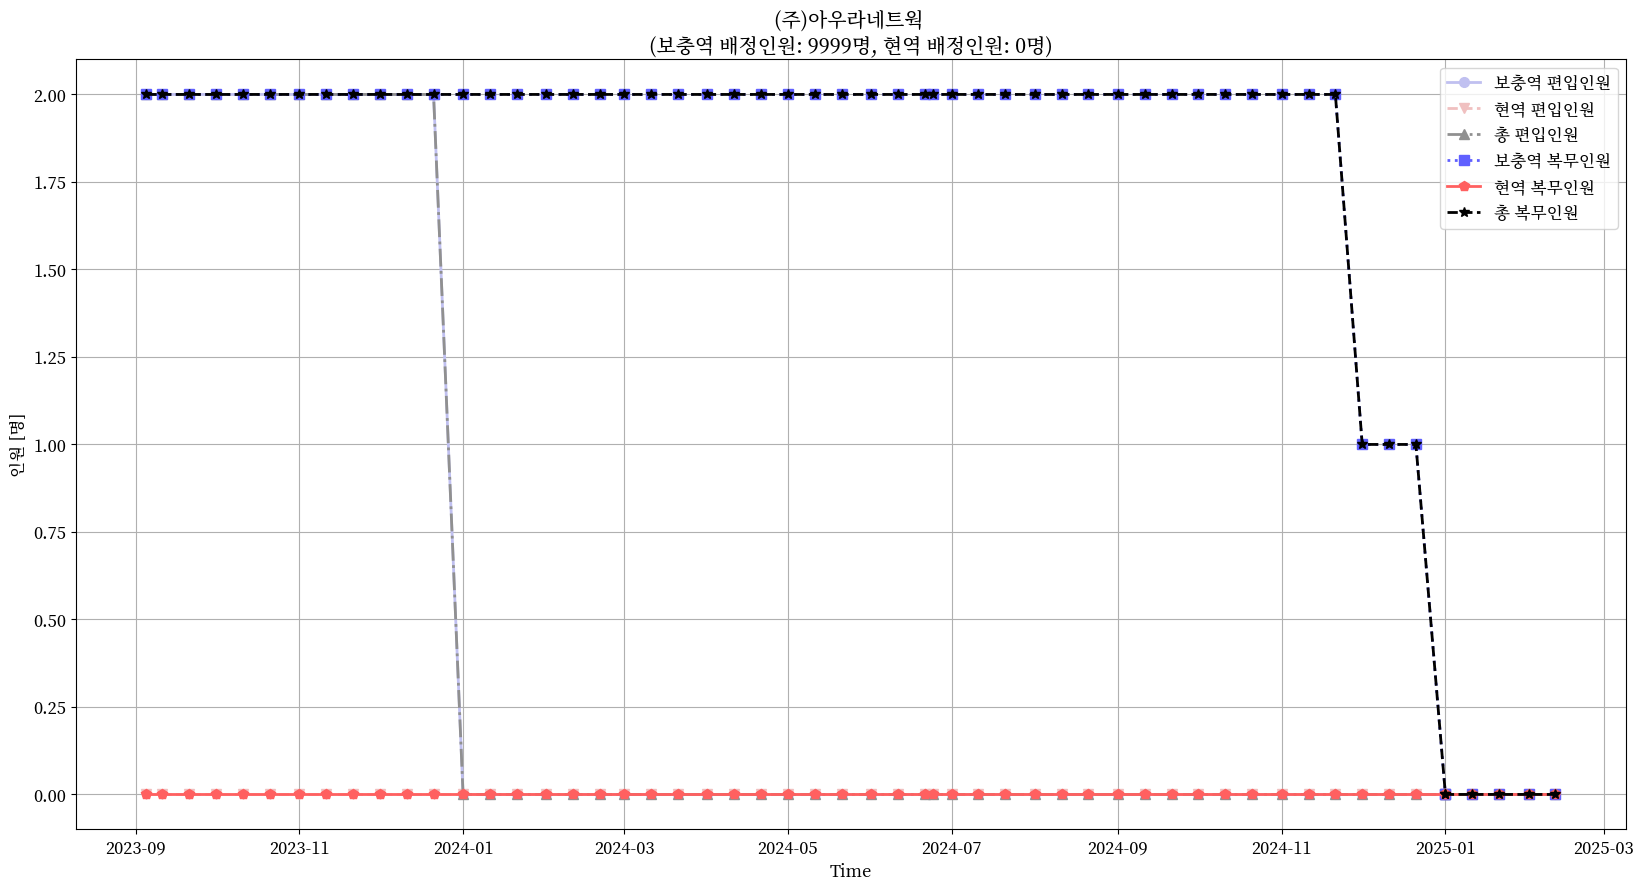 (주)아우라네트웍
(보충역 배정인원: 9999명, 현역 배정인원: 0명)
보충역 편입인원
현역 편입인원
총 편입인원
보충역 복무인원
현역 복무인원
총 복무인원
인원 [명]
2.00
1.75
1.50
1.25
1.00
0.75
0.50
0.25
0.00
2023-09 2023-11 2024-01 2024-03 2024-05 2024-07 2024-09 2024-11 2025-01 2025-03
Time